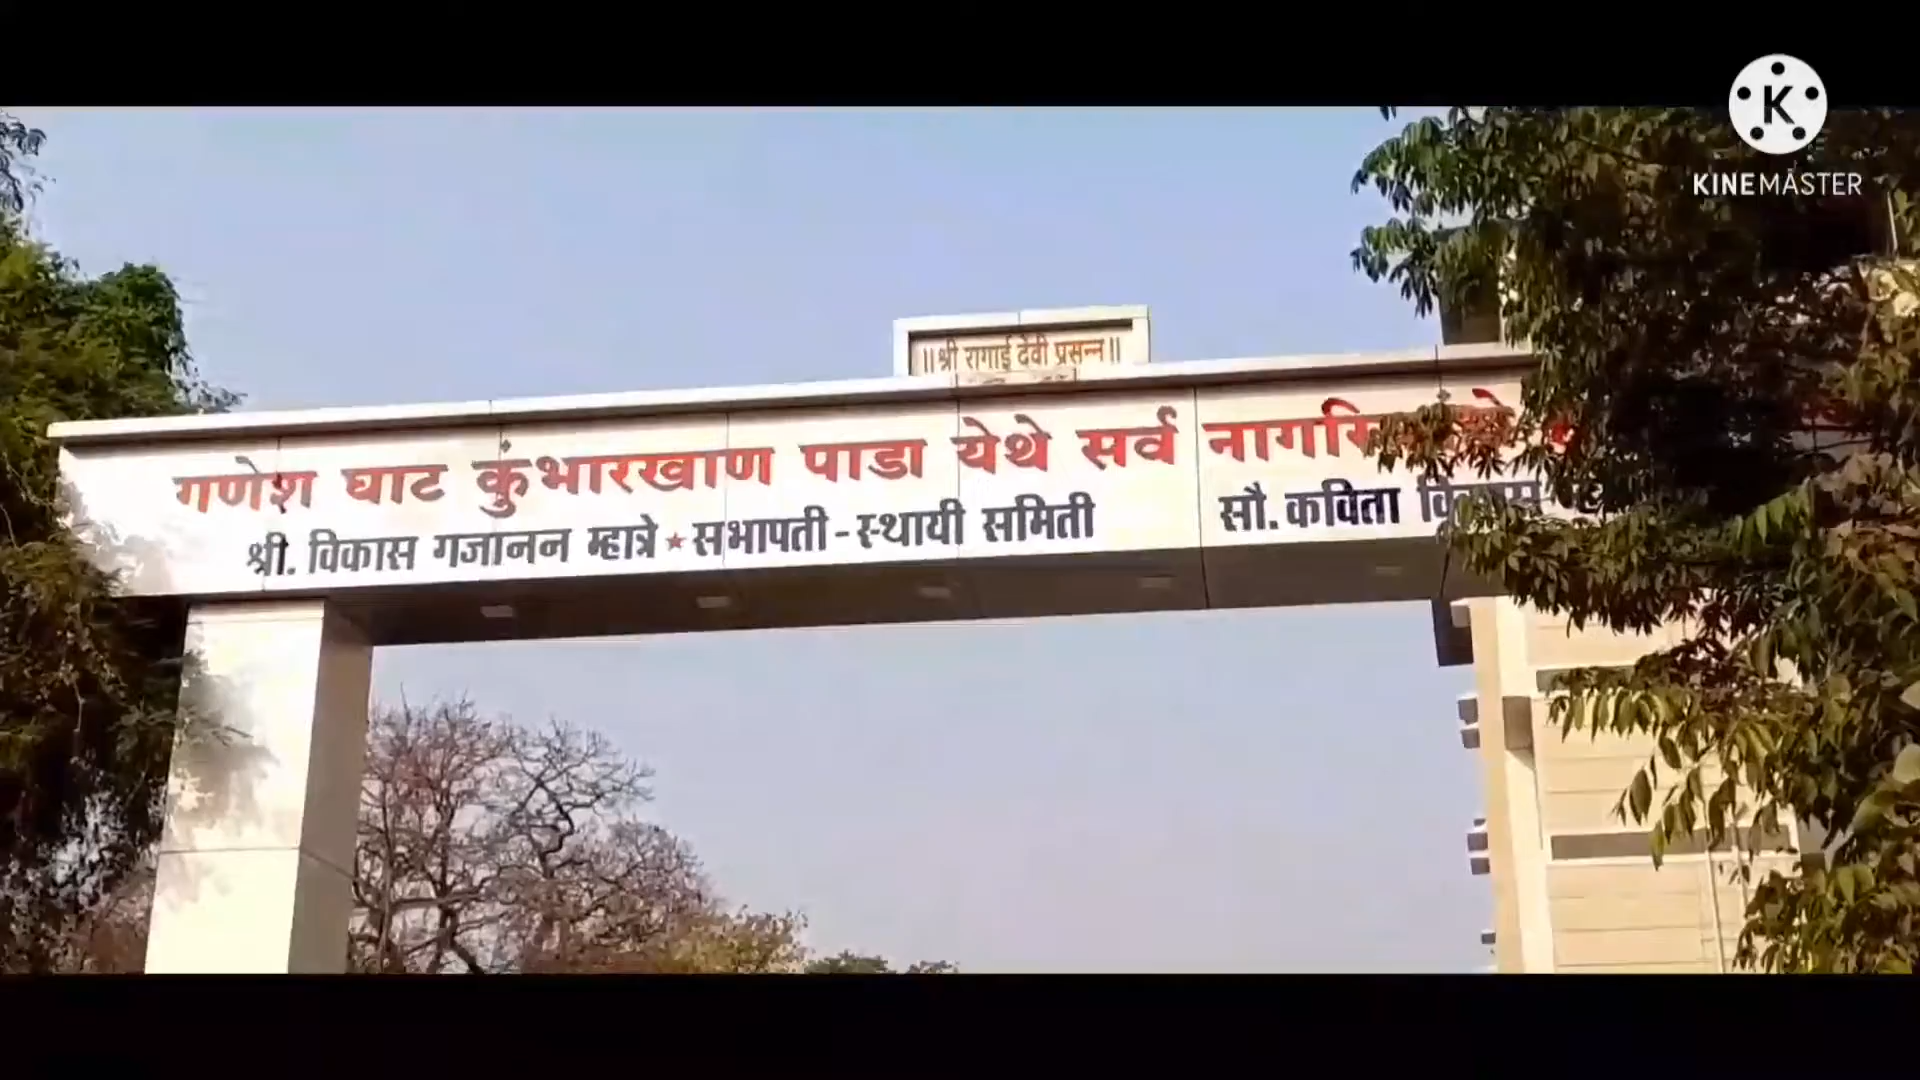 KINEMASTER
॥श्री रागाई देवी प्रसन्न॥
गणेश घाट कुंभारखाण पाडा येथे सर्व
श्री. विकास गजानन म्हात्रे ★ सभापती - स्थायी समिती सौ. कविता विकास